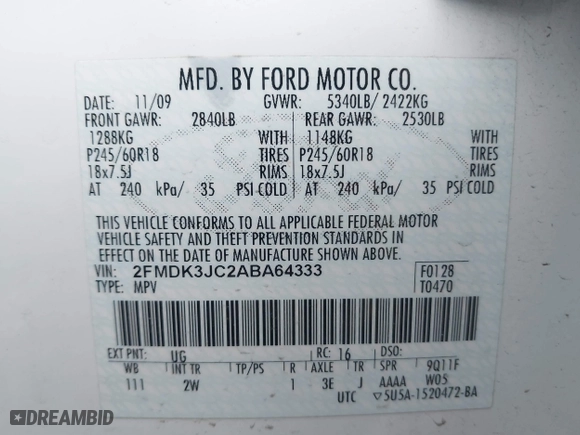 MFD. BY FORD MOTOR CO.
DATE: 11/09 GVWR: 5340LB/ 2422KG
FRONT GAWR: 2840LB REAR GAWR: 2530LB
1288KG WITH 1148KG WITH
P245/60R18 TIRES P245/60R18 TIRES
18x7.5J RIMS 18x7.5J RIMS
AT 240 kPa/ 35 PSI COLD AT 240 kPa/ 35 PSI COLD
THIS VEHICLE CONFORMS TO ALL APPLICABLE FEDERAL MOTOR
VEHICLE SAFETY AND THEFT PREVENTION STANDARDS IN
EFFECT ON THE DATE OF MANUFACTURE SHOWN ABOVE.
VIN: 2FMDK3JC2ABA64333 F0128
TYPE: MPV T0470
EXT PNT: UG RC: 16 DSO:
WB INT TR TP/PS R AXLE TR SPR 9Q11F
111 2W 1 3E J AAAA W05
UTC ▽5U5A-1520472-BA
DREAMBID